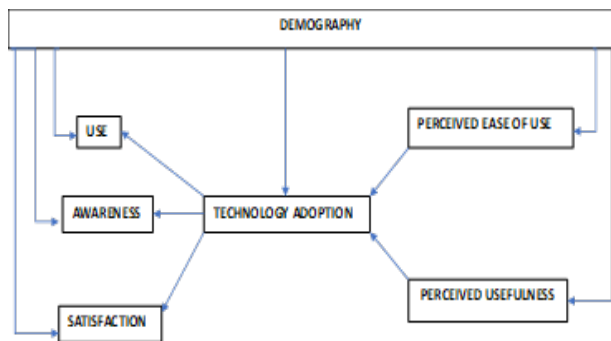 DEMOGRAPHY
USE
PERCEIVED EASE OF USE
AWARENESS
TECHNOLOGY ADOPTION
PERCEIVED USEFULNESS
SATISFACTION